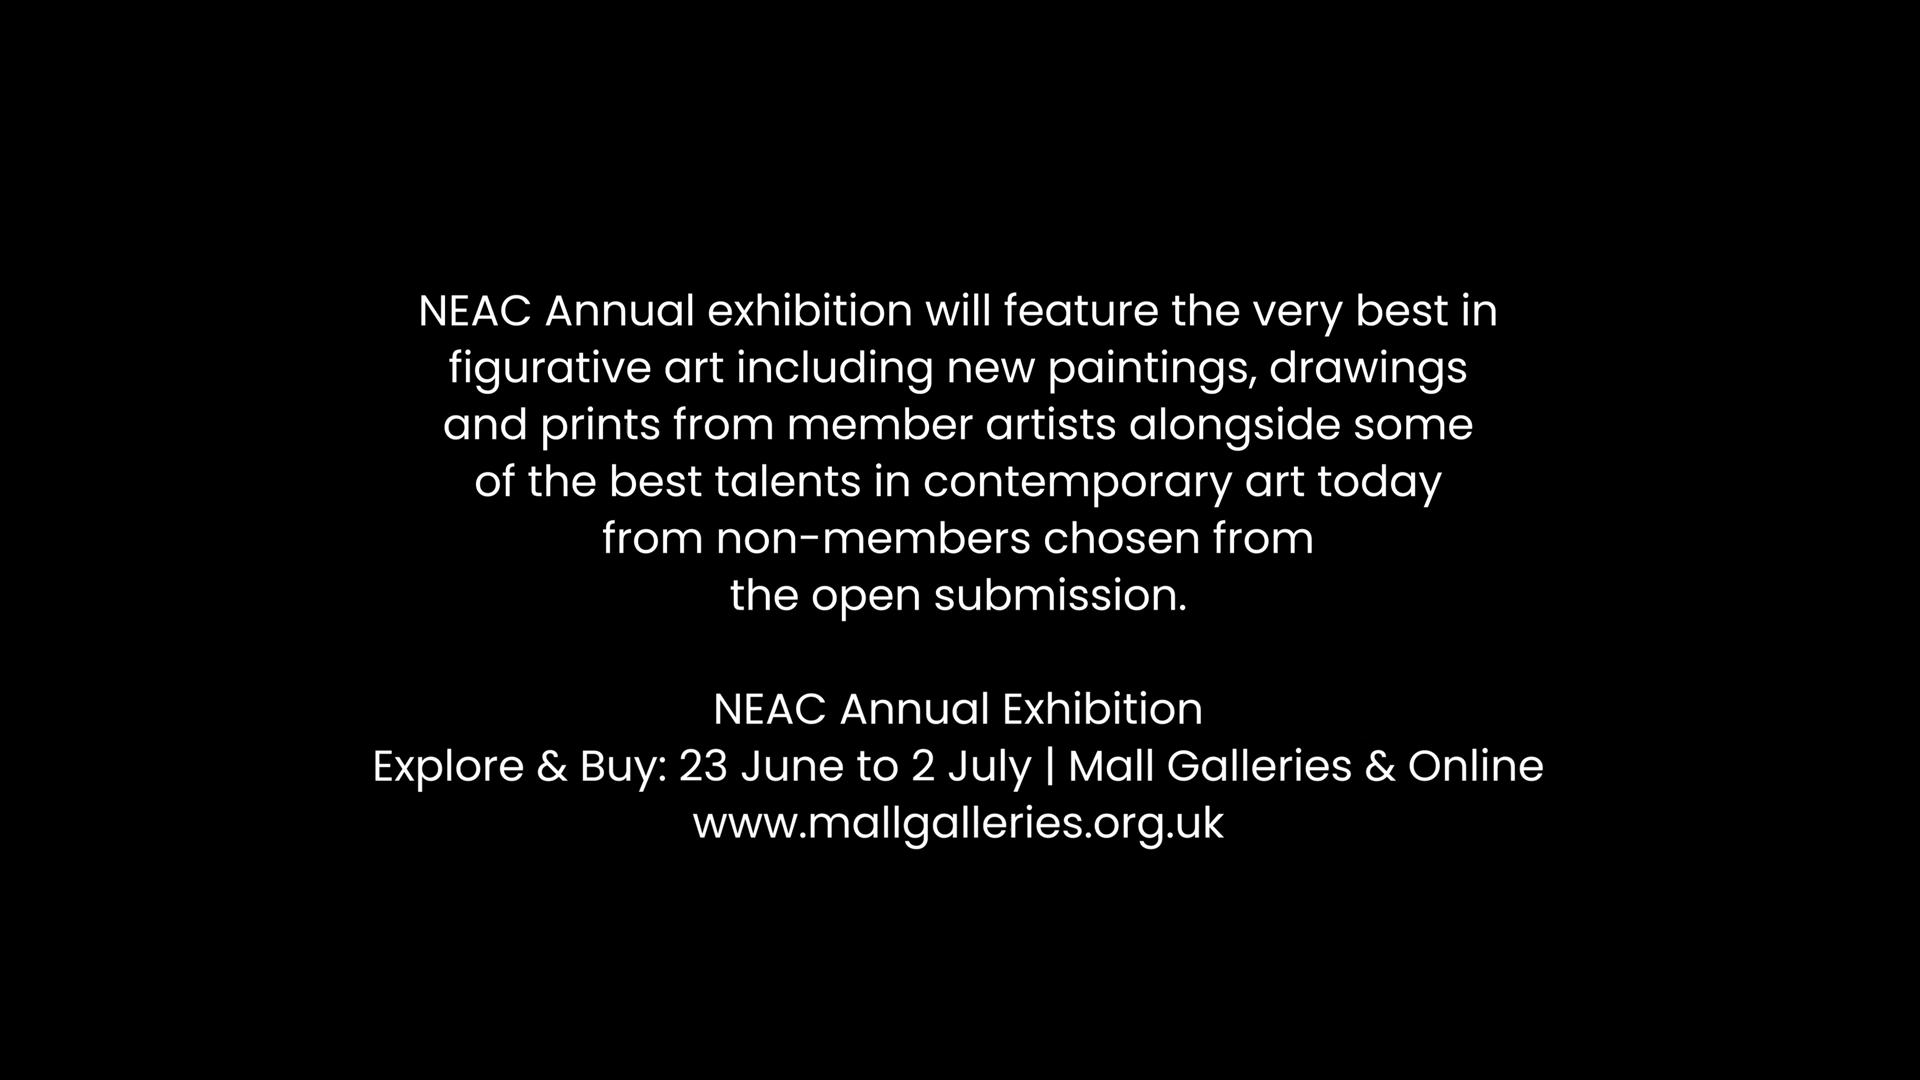 NEAC Annual exhibition will feature the very best in
figurative art including new paintings, drawings
and prints from member artists alongside some
of the best talents in contemporary art today
from non-members chosen from
the open submission.
NEAC Annual Exhibition
Explore & Buy: 23 June to 2 July | Mall Galleries & Online
www.mallgalleries.org.uk